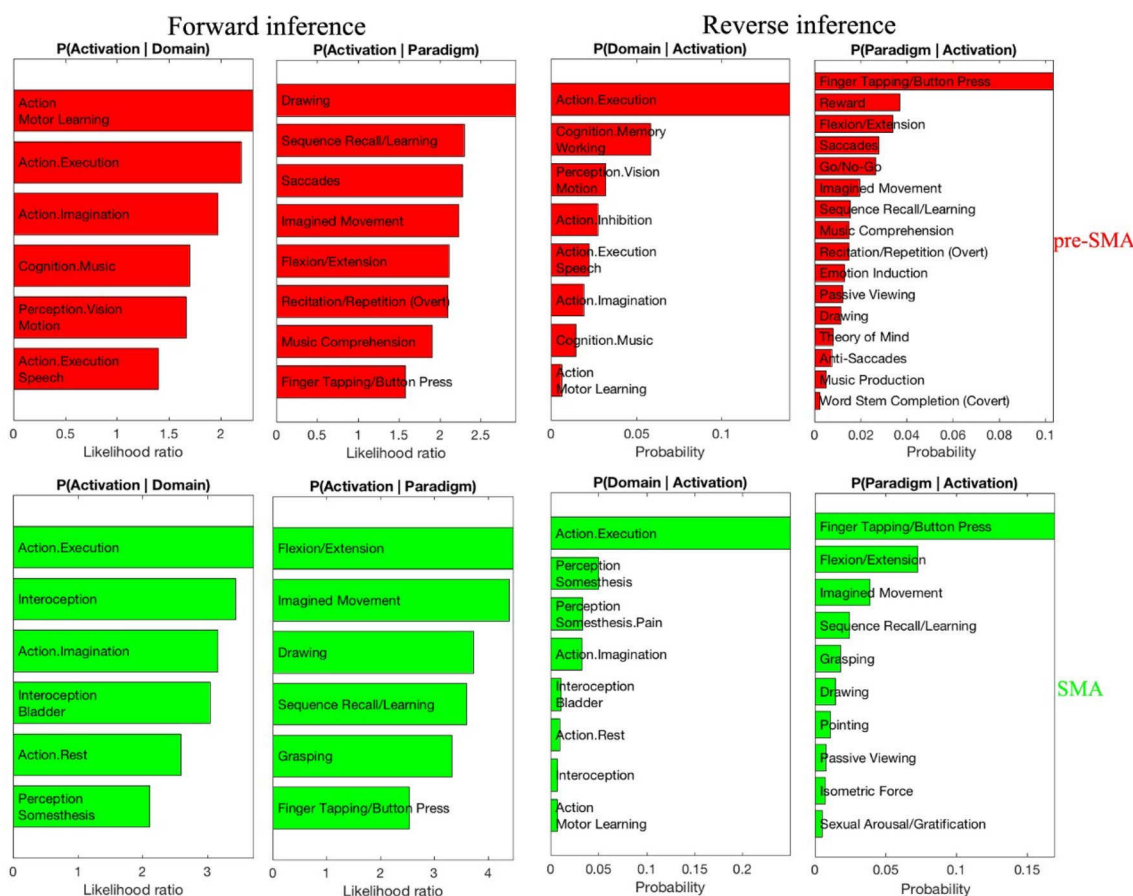 Forward inference
Reverse inference
P(Activation | Domain)
Action
Motor Learning
Action.Execution
Action.Imagination
Cognition.Music
Perception.Vision
Motion
Action.Execution
Speech
0 0.5 1 1.5 2
Likelihood ratio
P(Activation | Paradigm)
Drawing
Sequence Recall/Learning
Saccades
Imagined Movement
Flexion/Extension
Recitation/Repetition (Overt)
Music Comprehension
Finger Tapping/Button Press
0 0.5 1 1.5 2 2.5
Likelihood ratio
P(Domain | Activation)
Action.Execution
Cognition.Memory
Working
Perception.Vision
Motion
Action.Inhibition
Action.Execution
Speech
Action.Imagination
Cognition.Music
Action
Motor Learning
0 0.05 0.1
Probability
P(Paradigm | Activation)
Finger Tapping/Button Press
Reward
Flexion/Extension
Saccades
Go/No-Go
Imagined Movement
Sequence Recall/Learning
Music Comprehension
Recitation/Repetition (Overt)
Emotion Induction
Passive Viewing
Drawing
Theory of Mind
Anti-Saccades
Music Production
Word Stem Completion (Covert)
0 0.02 0.04 0.06 0.08 0.1
Probability
pre-SMA
P(Activation | Domain)
Action.Execution
Interoception
Action.Imagination
Interoception
Bladder
Action.Rest
Perception
Somesthesis
0 1 2 3
Likelihood ratio
P(Activation | Paradigm)
Flexion/Extension
Imagined Movement
Drawing
Sequence Recall/Learning
Grasping
Finger Tapping/Button Press
0 1 2 3 4
Likelihood ratio
P(Domain | Activation)
Action.Execution
Perception
Somesthesis
Perception
Somesthesis.Pain
Action.Imagination
Interoception
Bladder
Action.Rest
Interoception
Action
Motor Learning
0 0.05 0.1 0.15 0.2
Probability
P(Paradigm | Activation)
Finger Tapping/Button Press
Flexion/Extension
Imagined Movement
Sequence Recall/Learning
Grasping
Drawing
Pointing
Passive Viewing
Isometric Force
Sexual Arousal/Gratification
0 0.05 0.1 0.15
Probability
SMA